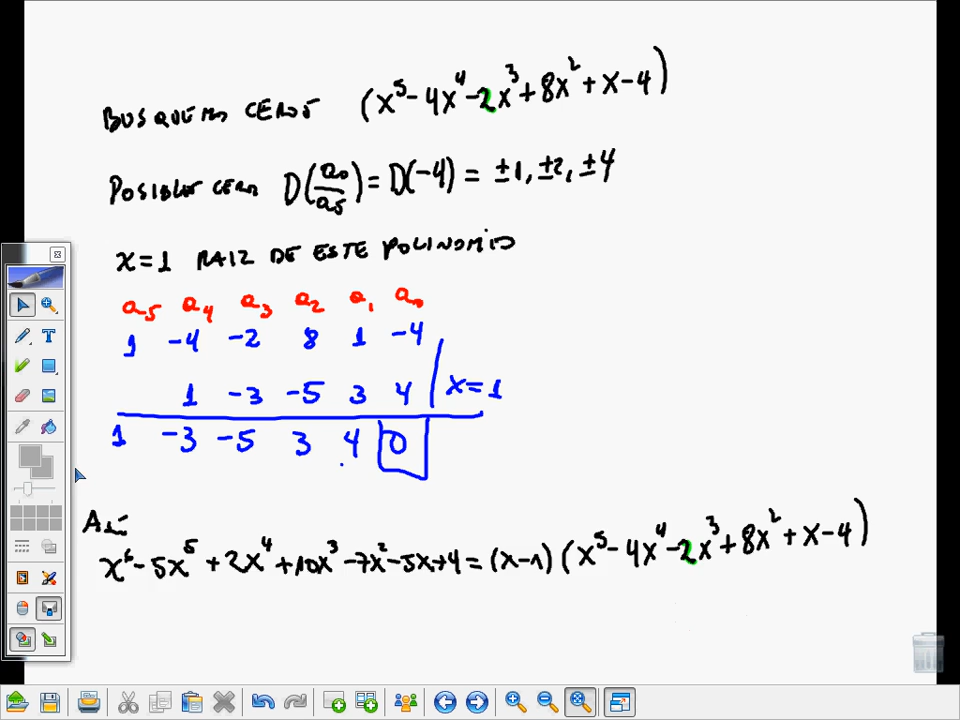 BUSQUEMOS CEROS (x⁵-4x⁴-2x³+8x²+x-4)
POSIBLES CEROS D(a₀/a₅)=D(-4) = ±1, ±2, ±4
x=1 RAIZ DE ESTE POLINOMIO
a₅ a₄ a₃ a₂ a₁ a₀
1 -4 -2 8 1 -4
1 -3 -5 3 4 x=1
1 -3 -5 3 4 0
Así
x⁶-5x⁵+2x⁴+10x³-7x²-5x+4=(x-1)(x⁵-4x⁴-2x³+8x²+x-4)